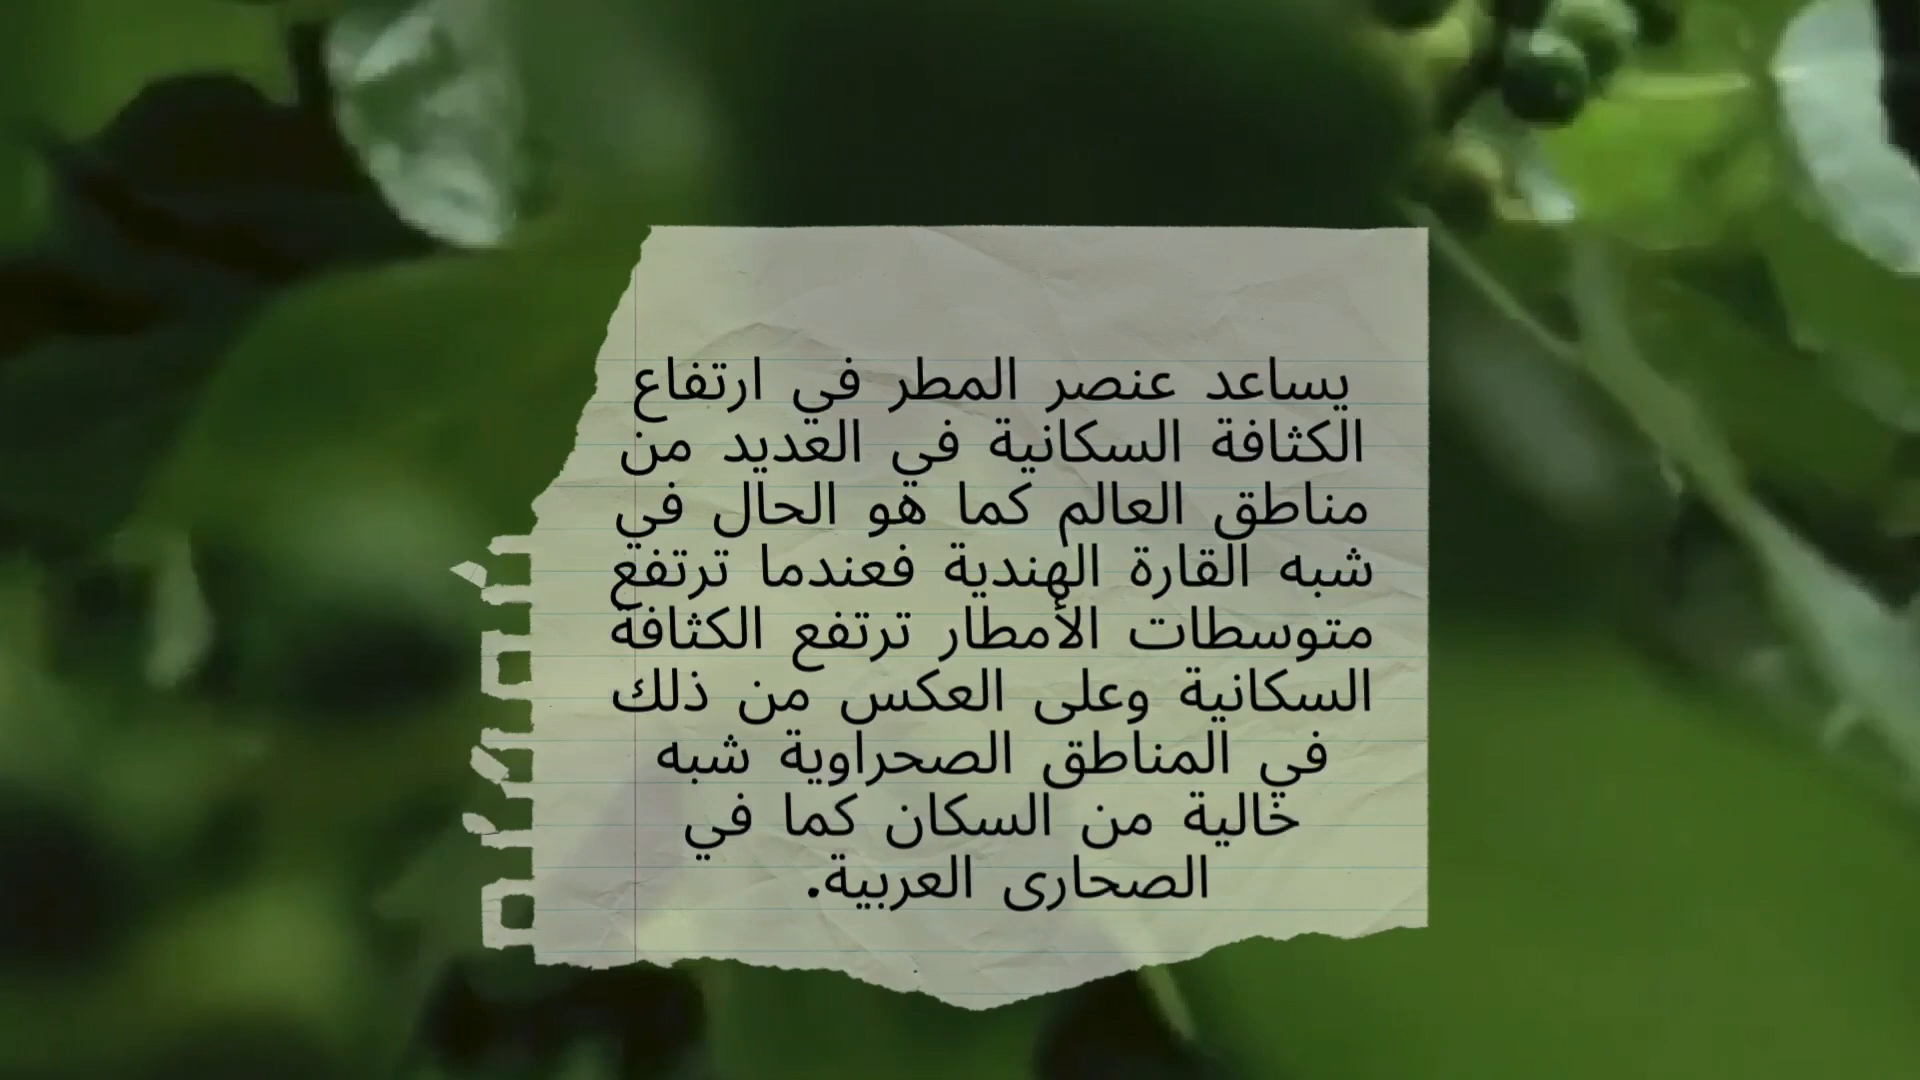 يساعد عنصر المطر في ارتفاع
الكثافة السكانية في العديد من
مناطق العالم كما هو الحال في
شبه القارة الهندية فعندما ترتفع
متوسطات الأمطار ترتفع الكثافة
السكانية وعلى العكس من ذلك
في المناطق الصحراوية شبه
خالية من السكان كما في
الصحارى العربية.